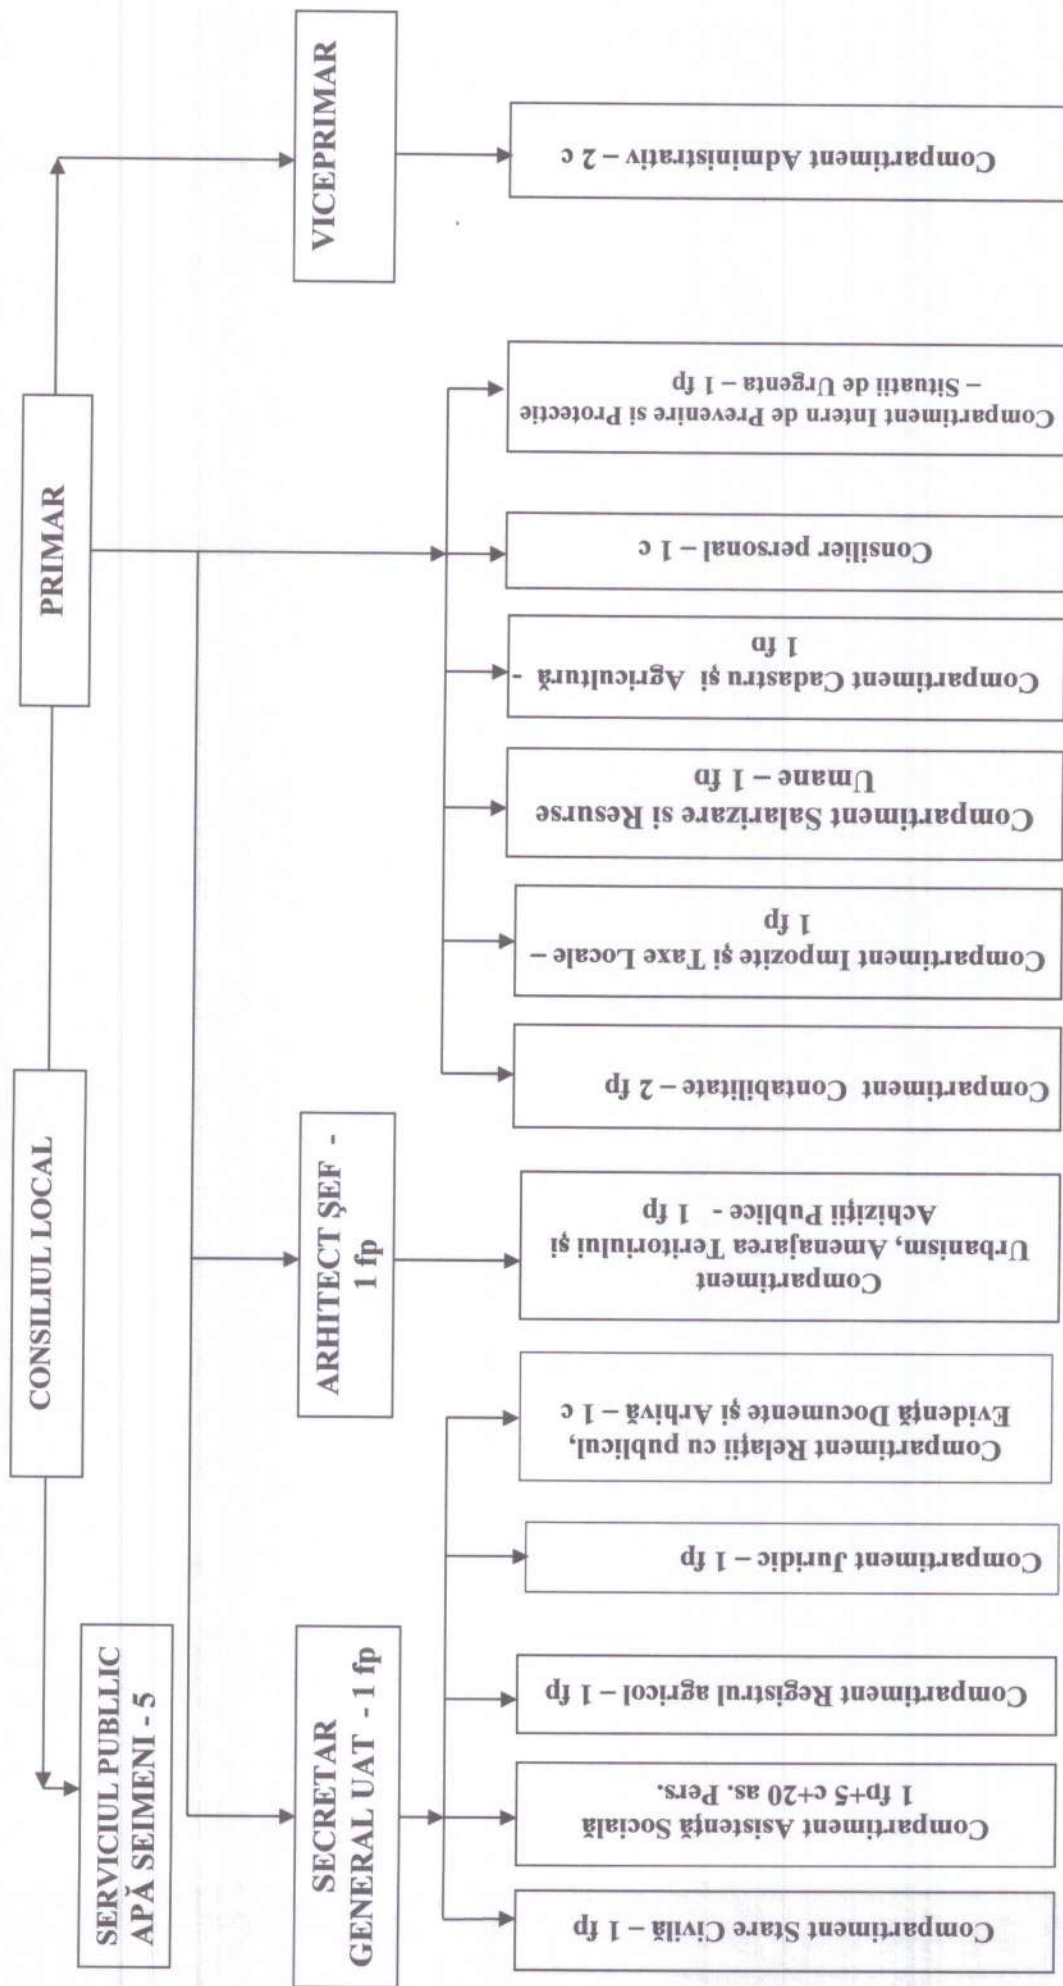 CONSILIUL LOCAL
PRIMAR
SERVICIUL PUBLLIC
APĂ SEIMENI - 5
SECRETAR
GENERAL UAT - 1 fp
ARHITECT ŞEF -
1 fp
VICEPRIMAR
Compartiment Stare Civilă – 1 fp
Compartiment Asistenţă Socială
1 fp+5 c+20 as. Pers.
Compartiment Registrul agricol – 1 fp
Compartiment Juridic – 1 fp
Compartiment Relaţii cu publicul,
Evidenţă Documente şi Arhivă – 1 c
Compartiment
Urbanism, Amenajarea Teritoriului şi
Achiziţii Publice - 1 fp
Compartiment Contabilitate – 2 fp
Compartiment Impozite şi Taxe Locale –
1 fp
Compartiment Salarizare si Resurse
Umane – 1 fp
Compartiment Cadastru şi Agricultură -
1 fp
Consilier personal – 1 c
Compartiment Intern de Prevenire si Protectie
– Situatii de Urgenta – 1 fp
Compartiment Administrativ – 2 c